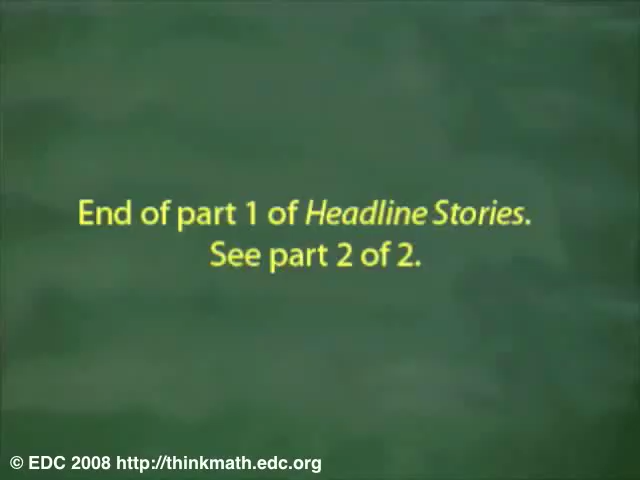 End of part 1 of Headline Stories.
See part 2 of 2.
© EDC 2008 http://thinkmath.edc.org